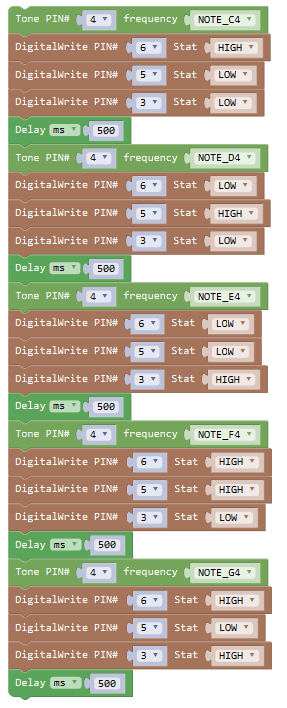 Tone PIN# 4 frequency NOTE_C4
DigitalWrite PIN# 6 Stat HIGH
DigitalWrite PIN# 5 Stat LOW
DigitalWrite PIN# 3 Stat LOW
Delay ms 500
Tone PIN# 4 frequency NOTE_D4
DigitalWrite PIN# 6 Stat LOW
DigitalWrite PIN# 5 Stat HIGH
DigitalWrite PIN# 3 Stat LOW
Delay ms 500
Tone PIN# 4 frequency NOTE_E4
DigitalWrite PIN# 6 Stat LOW
DigitalWrite PIN# 5 Stat LOW
DigitalWrite PIN# 3 Stat HIGH
Delay ms 500
Tone PIN# 4 frequency NOTE_F4
DigitalWrite PIN# 6 Stat HIGH
DigitalWrite PIN# 5 Stat HIGH
DigitalWrite PIN# 3 Stat LOW
Delay ms 500
Tone PIN# 4 frequency NOTE_G4
DigitalWrite PIN# 6 Stat HIGH
DigitalWrite PIN# 5 Stat LOW
DigitalWrite PIN# 3 Stat HIGH
Delay ms 500